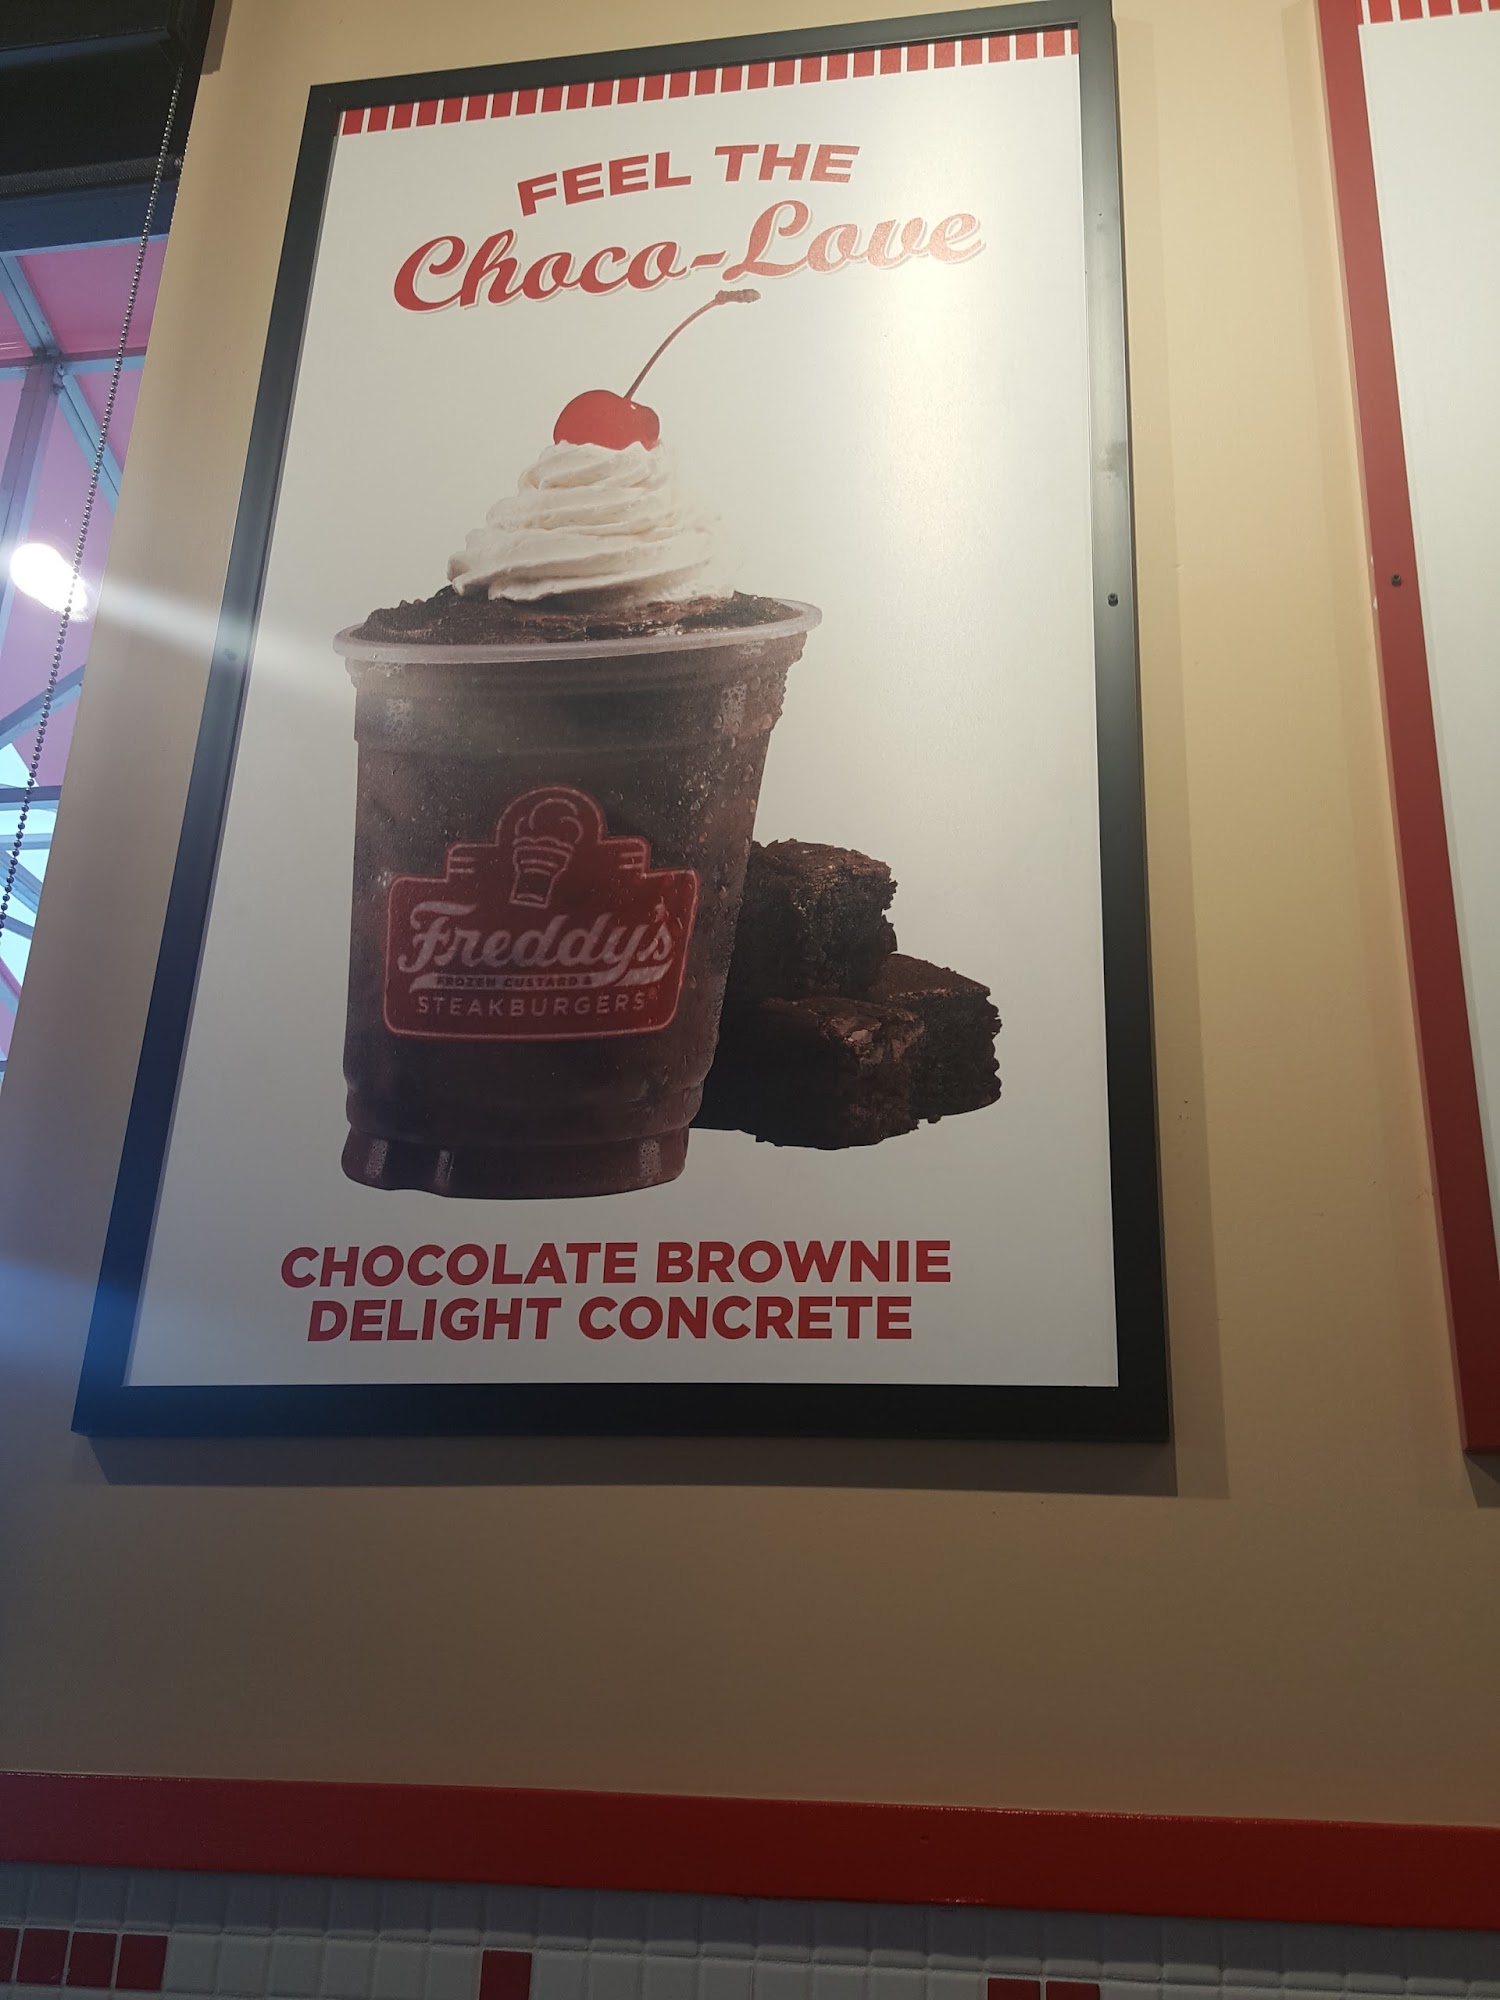 FEEL THE
Choco-Love
Freddy's
FROZEN CUSTARD &
STEAKBURGERS®
CHOCOLATE BROWNIE
DELIGHT CONCRETE